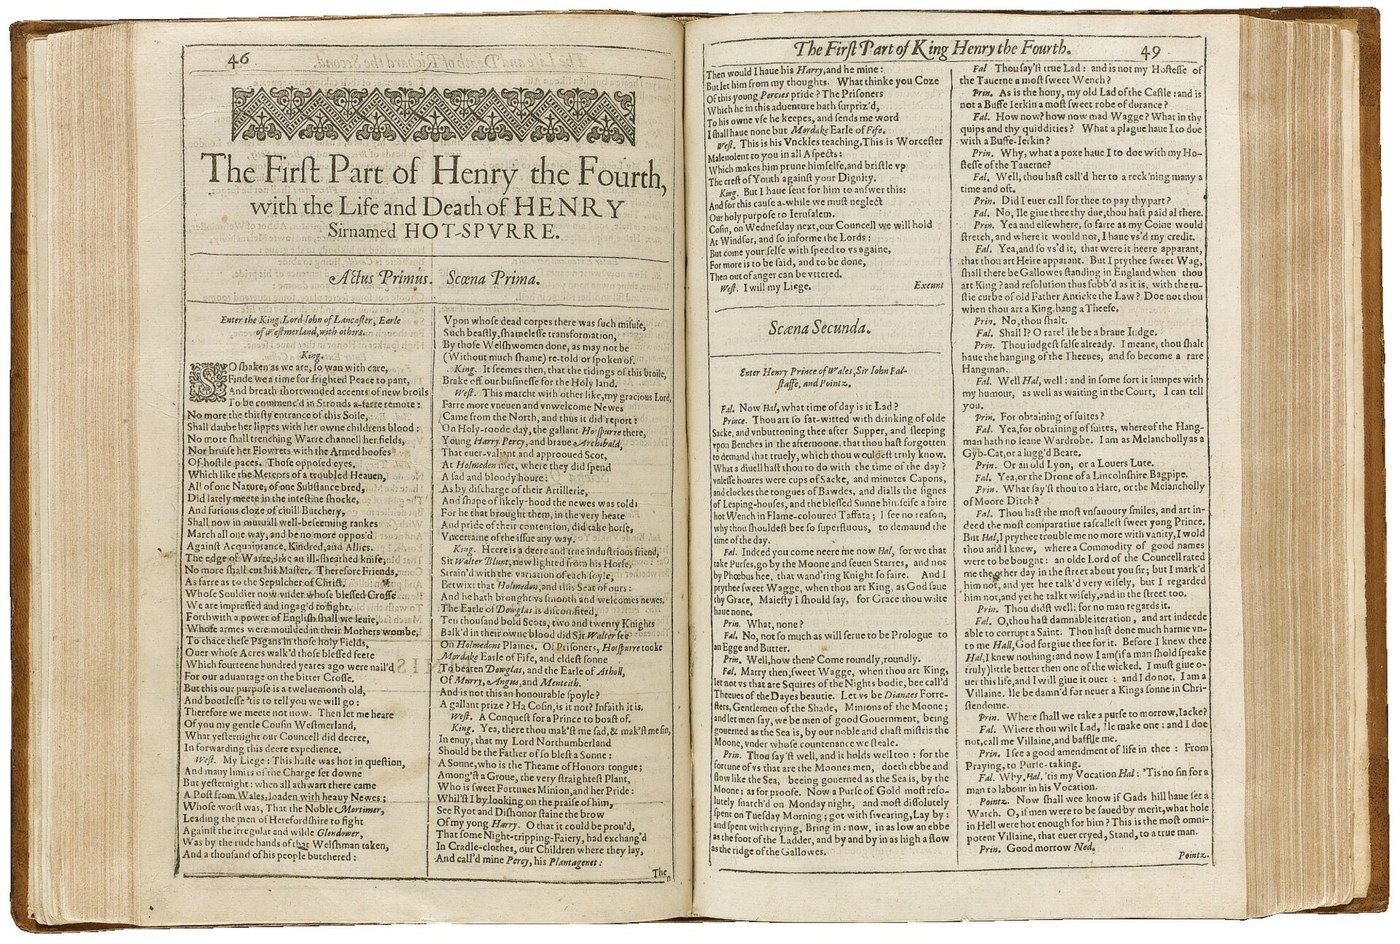 46
The First Part of Henry the Fourth,
with the Life and Death of HENRY
Sirnamed HOT-SPVRRE.
Actus Primus. Scœna Prima.
Enter the King, Lord Iohn of Lancaster, Earle
of Westmerland, with others.
King.
SO shaken as we are, so wan with care,
Finde we a time for frighted Peace to pant,
And breath shortwinded accents of new broils
To be commenc'd in Stronds a-farre remote:
No more the thirsty entrance of this Soile,
Shall daube her lippes with her owne childrens blood:
No more shall trenching Warre channell her fields,
Nor bruise her Flowrets with the Armed hoofes
Of hostile paces. Those opposed eyes,
Which like the Meteors of a troubled Heauen,
All of one Nature, of one Substance bred,
Did lately meete in the intestine shocke,
And furious cloze of ciuill Butchery,
Shall now in mutuall well-beseeming rankes
March all one way, and be no more oppos'd
Against Acquaintance, Kindred, and Allies.
The edge of Warre, like an ill-sheathed knife,
No more shall cut his Master. Therefore Friends,
As farre as to the Sepulcher of Christ,
Whose Souldier now vnder whose blessed Crosse
We are impressed and ingag'd to fight,
Forthwith a power of English shall we leuie,
Whose armes were moulded in their Mothers wombe,
To chace these Pagans in those holy Fields,
Ouer whose Acres walk'd those blessed feete
Which fourteene hundred yeares ago were nail'd
For our aduantage on the bitter Crosse.
But this our purpose is a tweluemonth old,
And bootlesse 'tis to tell you we will go:
Therefore we meete not now. Then let me heare
Of you my gentle Cousin Westmerland,
What yesternight our Councell did decree,
In forwarding this deere expedience.
West. My Liege: This haste was hot in question,
And many limits of the Charge set downe
But yesternight: when all athwart there came
A Post from Wales, loaden with heauy Newes;
Whose worst was, That the Noble Mortimer,
Leading the men of Herefordshire to fight
Against the irregular and wilde Glendower,
Was by the rude hands of that Welshman taken,
And a thousand of his people butchered:
Vpon whose dead corpes there was such misuse,
Such beastly, shamelesse transformation,
By those Welshwomen done, as may not be
(Without much shame) re-told or spoken of.
King. It seemes then, that the tidings of this broile,
Brake off our businesse for the Holy land.
West. This matcht with other like, my gracious Lord,
Farre more vneuen and vnwelcome Newes
Came from the North, and thus it did report:
On Holy-roode day, the gallant Hotspurre there,
Young Harry Percy, and braue Archibald,
That euer-valiant and approoued Scot,
At Holmeden met, where they did spend
A sad and bloody houre:
As by discharge of their Artillerie,
And shape of likely-hood the newes was told:
For he that brought them, in the very heate
And pride of their contention, did take horse,
Vncertaine of the issue any way.
King. Heere is a deere and true industrious friend,
Sir Walter Blunt, new lighted from his Horse,
Strain'd with the variation of each soyle,
Betwixt that Holmedon, and this Seat of ours:
And he hath brought vs smooth and welcomes newes.
The Earle of Dowglas is discomfited,
Ten thousand bold Scots, two and twenty Knights
Balk'd in their owne blood did Sir Walter see
On Holmedons Plaines. Of Prisoners, Hotspurre tooke
Mordake Earle of Fife, and eldest sonne
To beaten Dowglas, and the Earle of Atholl,
Of Murry, Angus, and Menteith.
And is not this an honourable spoyle?
A gallant prize? Ha Cosin, is it not? Infaith it is.
West. A Conquest for a Prince to boast of.
King. Yea, there thou mak'st me sad, & mak'st me sin,
In enuy, that my Lord Northumberland
Should be the Father of so blest a Sonne:
A Sonne, who is the Theame of Honors tongue;
Among'st a Groue, the very straightest Plant,
Who is sweet Fortunes Minion, and her Pride:
Whil'st I by looking on the praise of him,
See Ryot and Dishonor staine the brow
Of my yong Harry. O that it could be prou'd,
That some Night-tripping-Faiery, had exchang'd
In Cradle-clothes, our Children where they lay,
And call'd mine Percy, his Plantagenet:
Then
The First Part of King Henry the Fourth.
49
Then would I haue his Harry, and he mine:
But let him from my thoughts. What thinke you Coze
Of this young Percies pride? The Prisoners
Which he in this aduenture hath surpriz'd,
To his owne vse he keepes, and sends me word
I shall haue none but Mordake Earle of Fife.
West. This is his Vnckles teaching, This is Worcester
Maleuolent to you in all Aspects:
Which makes him prune himselfe, and bristle vp
The crest of Youth against your Dignity.
King. But I haue sent for him to answer this:
And for this cause a-while we must neglect
Our holy purpose to Ierusalem.
Cosin, on Wednesday next, our Councell we will hold
At Windsor, and so informe the Lords:
But come your selfe with speed to vs againe,
For more is to be said, and to be done,
Then out of anger can be vttered.
West. I will my Liege. Exeunt
Scæna Secunda.
Enter Henry Prince of Wales, Sir Iohn Fal-
staffe, and Pointz.
Fal. Now Hal, what time of day is it Lad?
Prince. Thou art so fat-witted with drinking of olde
Sacke, and vnbuttoning thee after Supper, and sleeping
vpon Benches in the afternoone, that thou hast forgotten
to demand that truely, which thou wouldest truly know.
What a diuell hast thou to do with the time of the day?
vnlesse houres were cups of Sacke, and minutes Capons,
and clockes the tongues of Bawdes, and dialls the signes
of Leaping-houses, and the blessed Sunne himselfe a faire
hot Wench in Flame-coloured Taffata; I see no reason,
why thou shouldest bee so superfluous, to demaund the
time of the day.
Fal. Indeed you come neere me now Hal, for we that
take Purses, go by the Moone and seuen Starres, and not
by Phœbus hee, that wand'ring Knight so faire. And I
prythee sweet Wagge, when thou art King, as God saue
thy Grace, Maiesty I should say, for Grace thou wilte
haue none.
Prin. What, none?
Fal. No, not so much as will serue to be Prologue to
an Egge and Butter.
Prin. Well, how then? Come roundly, roundly.
Fal. Marry then, sweet Wagge, when thou art King,
let not vs that are Squires of the Nights bodie, bee call'd
Theeues of the Dayes beautie. Let vs be Dianaes Forre-
sters, Gentlemen of the Shade, Minions of the Moone;
and let men say, we be men of good Gouernment, being
gouerned as the Sea is, by our noble and chast mistris the
Moone, vnder whose countenance we steale.
Prin. Thou say'st well, and it holds well too: for the
fortune of vs that are the Moones men, doeth ebbe and
flow like the Sea, beeing gouerned as the Sea is, by the
Moone: as for proofe. Now a Purse of Gold most reso-
lutely snatch'd on Monday night, and most dissolutely
spent on Tuesday Morning; got with swearing, Lay by:
and spent with crying, Bring in: now, in as low an ebbe
as the foot of the Ladder, and by and by in as high a flow
as the ridge of the Gallowes.
Fal. Thou say'st true Lad: and is not my Hostesse of
the Tauerne a most sweet Wench?
Prin. As is the hony, my old Lad of the Castle: and is
not a Buffe Ierkin a most sweet robe of durance?
Fal. How now? how now mad Wagge? What in thy
quips and thy quiddities? What a plague haue I to doe
with a Buffe-Ierkin?
Prin. Why, what a poxe haue I to doe with my Ho-
stesse of the Tauerne?
Fal. Well, thou hast call'd her to a reck'ning many a
time and oft.
Prin. Did I euer call for thee to pay thy part?
Fal. No, Ile giue thee thy due, thou hast paid al there.
Prin. Yea and elsewhere, so farre as my Coine would
stretch, and where it would not, I haue vs'd my credit.
Fal. Yea, and so vs'd it, that were it heere apparant,
that thou art Heire apparant. But I prythee sweet Wag,
shall there be Gallowes standing in England when thou
art King? and resolution thus fobb'd as it is, with the ru-
stie curbe of old Father Anticke the Law? Doe not thou
when thou art a King, hang a Theefe.
Prin. No, thou shalt.
Fal. Shall I? O rare! Ile be a braue Iudge.
Prin. Thou iudgest false already. I meane, thou shalt
haue the hanging of the Theeues, and so become a rare
Hangman.
Fal. Well Hal, well: and in some sort it iumpes with
my humour, as well as waiting in the Court, I can tell
you.
Prin. For obtaining of suites?
Fal. Yea, for obtaining of suites, whereof the Hang-
man hath no leane Wardrobe. I am as Melancholly as a
Gyb-Cat, or a lugg'd Beare.
Prin. Or an old Lyon, or a Louers Lute.
Fal. Yea, or the Drone of a Lincolnshire Bagpipe.
Prin. What say'st thou to a Hare, or the Melancholly
of Moore Ditch?
Fal. Thou hast the most vnsauoury smiles, and art in-
deed the most comparatiue rascallest sweet yong Prince.
But Hal, I prythee trouble me no more with vanity, I wold
thou and I knew, where a Commodity of good names
were to be bought: an olde Lord of the Councell rated
me the other day in the street about you sir; but I mark'd
him not, and yet hee talk'd very wisely, but I regarded
him not, and yet he talkt wisely, and in the street too.
Prin. Thou didst well: for no man regards it.
Fal. O, thou hast damnable iteration, and art indeede
able to corrupt a Saint. Thou hast done much harme vn-
to me Hall, God forgiue thee for it. Before I knew thee
Hal, I knew nothing: and now I am (if a man shold speake
truly) little better then one of the wicked. I must giue o-
uer this life, and I will giue it ouer: and I do not, I am a
Villaine. Ile be damn'd for neuer a Kings sonne in Chri-
stendome.
Prin. Where shall we take a purse to morrow, Iacke?
Fal. Where thou wilt Lad, Ile make one: and I doe
not, call me Villaine, and baffle me.
Prin. I see a good amendment of life in thee: From
Praying, to Purse-taking.
Fal. Why, Hal, 'tis my Vocation Hal: 'Tis no sin for a
man to labour in his Vocation.
Pointz. Now shall wee know if Gads hill haue set a
Watch. O, if men were to be saued by merit, what hole
in Hell were hot enough for him? This is the most omni-
potent Villaine, that euer cryed, Stand, to a true man.
Prin. Good morrow Ned.
Pointz.